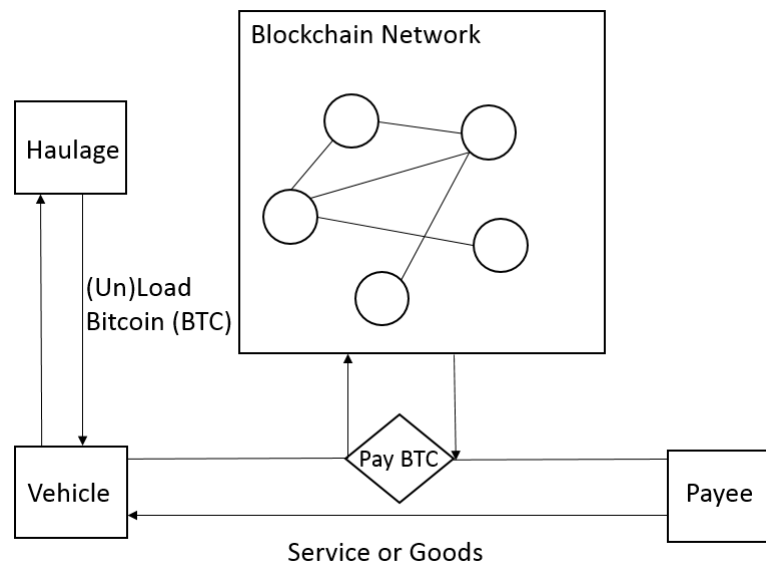 Blockchain Network
Haulage
(Un)Load
Bitcoin (BTC)
Pay BTC
Vehicle
Payee
Service or Goods